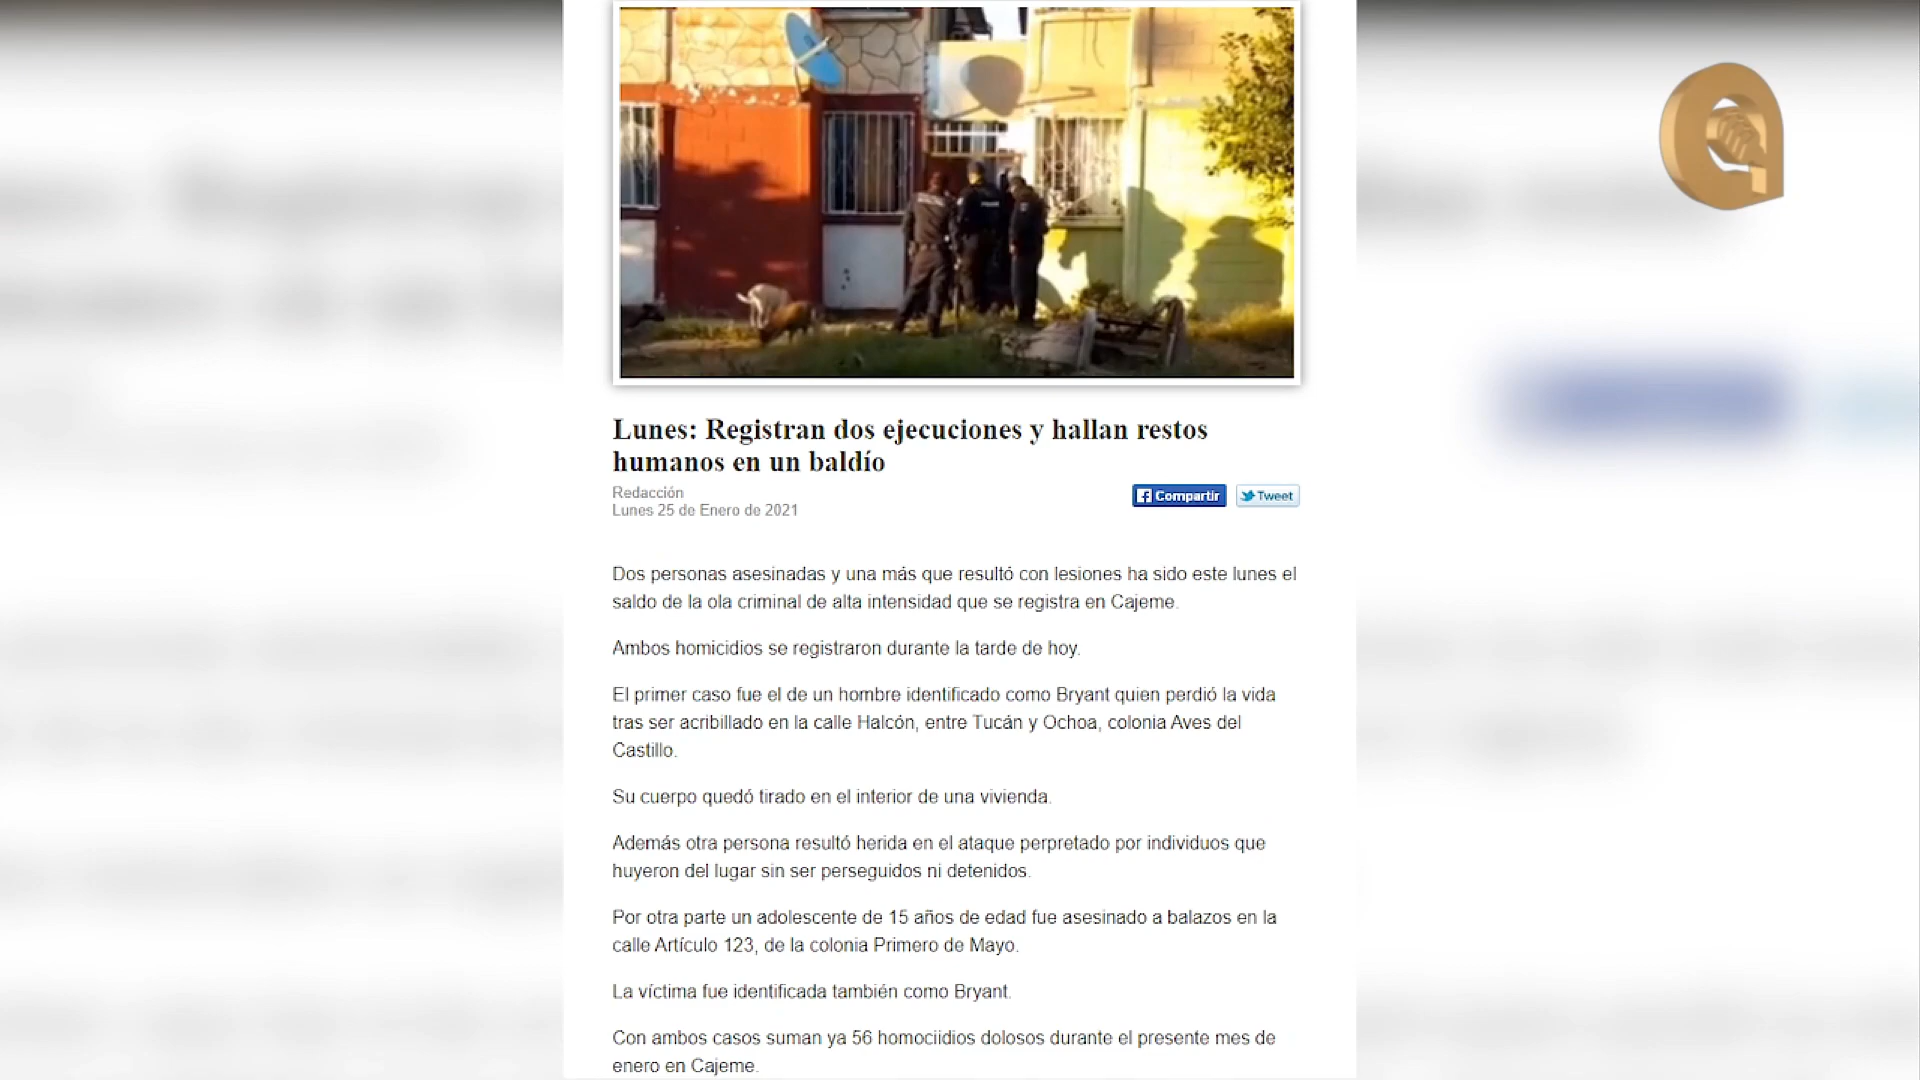 Lunes: Registran dos ejecuciones y hallan restos
humanos en un baldío
Redacción
Lunes 25 de Enero de 2021
Compartir
Tweet
Dos personas asesinadas y una más que resultó con lesiones ha sido este lunes el
saldo de la ola criminal de alta intensidad que se registra en Cajeme.
Ambos homicidios se registraron durante la tarde de hoy.
El primer caso fue el de un hombre identificado como Bryant quien perdió la vida
tras ser acribillado en la calle Halcón, entre Tucán y Ochoa, colonia Aves del
Castillo.
Su cuerpo quedó tirado en el interior de una vivienda.
Además otra persona resultó herida en el ataque perpretado por individuos que
huyeron del lugar sin ser perseguidos ni detenidos.
Por otra parte un adolescente de 15 años de edad fue asesinado a balazos en la
calle Artículo 123, de la colonia Primero de Mayo.
La víctima fue identificada también como Bryant.
Con ambos casos suman ya 56 homociidios dolosos durante el presente mes de
enero en Cajeme.